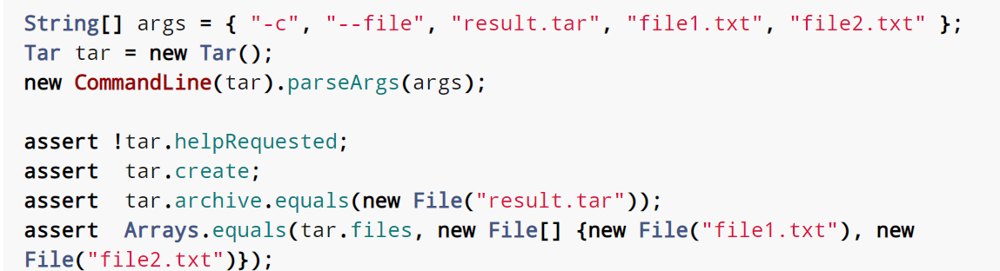 String[] args = { "-c", "--file", "result.tar", "file1.txt", "file2.txt" };
Tar tar = new Tar();
new CommandLine(tar).parseArgs(args);

assert !tar.helpRequested;
assert  tar.create;
assert  tar.archive.equals(new File("result.tar"));
assert  Arrays.equals(tar.files, new File[] {new File("file1.txt"), new
File("file2.txt")});